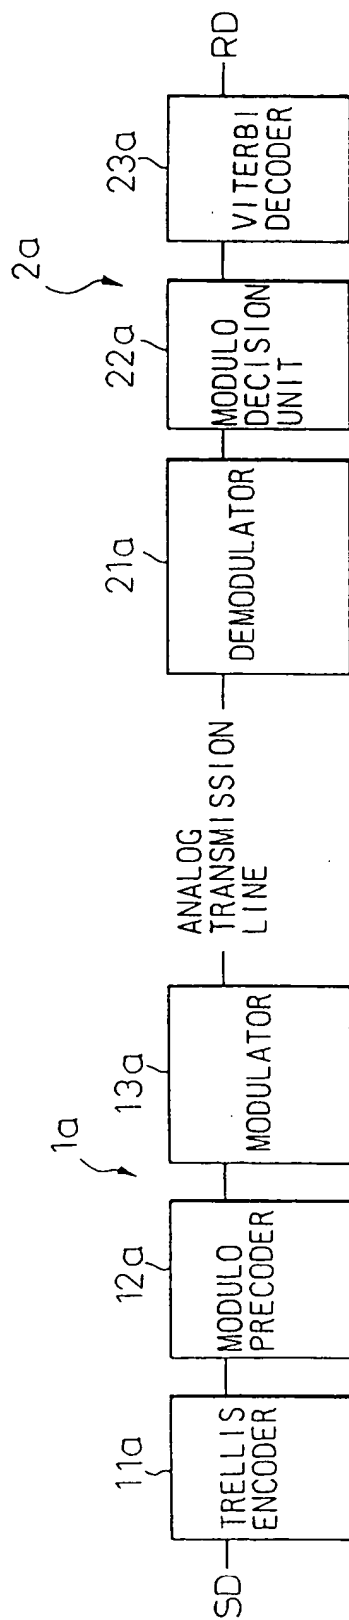 1a
2a
11a
12a
13a
21a
22a
23a
SD
TRELLIS
ENCODER
MODULO
PRECODER
MODULATOR
ANALOG
TRANSMISSION
LINE
DEMODULATOR
MODULO
DECISION
UNIT
VITERBI
DECODER
RD